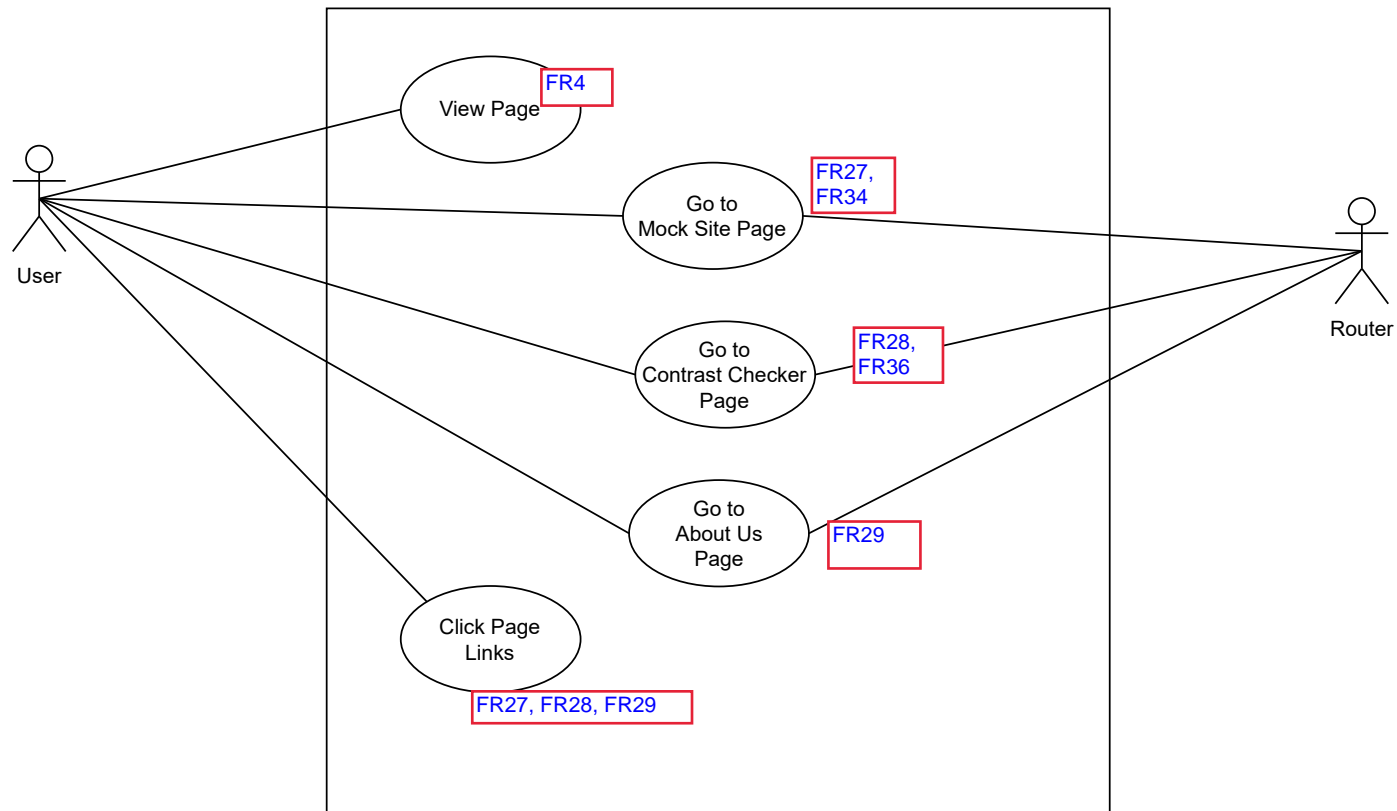 View Page
FR4
User
Go to
Mock Site Page
FR27,
FR34
Router
Go to
Contrast Checker
Page
FR28,
FR36
Go to
About Us
Page
FR29
Click Page
Links
FR27, FR28, FR29